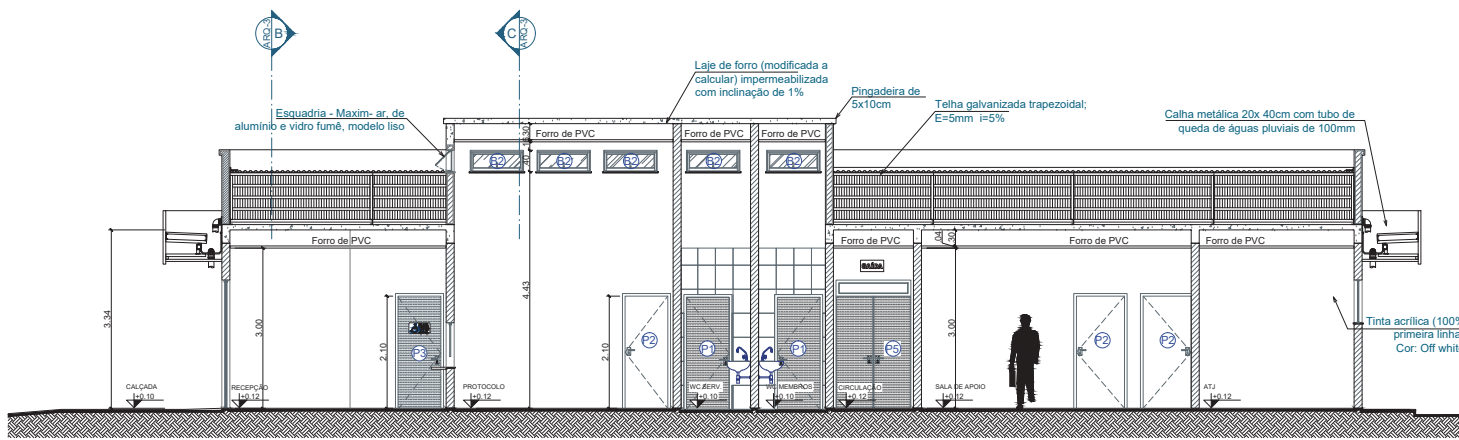 ARQ-3
B
C
ARQ-3
Laje de forro (modificada a
calcular) impermeabilizada
com inclinação de 1%
Esquadria - Maxim- ar, de
alumínio e vidro fumê, modelo liso
Pingadeira de
5x10cm
Telha galvanizada trapezoidal;
E=5mm i=5%
Calha metálica 20x 40cm com tubo de
queda de águas pluviais de 100mm
Forro de PVC
Forro de PVC
Forro de PVC
.30
.40
B2
B2
B2
B2
B2
Forro de PVC
Forro de PVC
.04
.30
Forro de PVC
Forro de PVC
SAÍDA
3.34
3.00
2.10
4.43
2.10
3.00
P3
P2
P1
P1
P5
P2
P2
Tinta acrílica (100%
primeira linha
Cor: Off white
CALÇADA
+0.10
RECEPÇÃO
+0.12
PROTOCOLO
+0.12
WC SERV.
+0.10
WC MEMBROS
+0.10
CIRCULAÇÃO
+0.12
SALA DE APOIO
+0.12
ATJ
+0.12